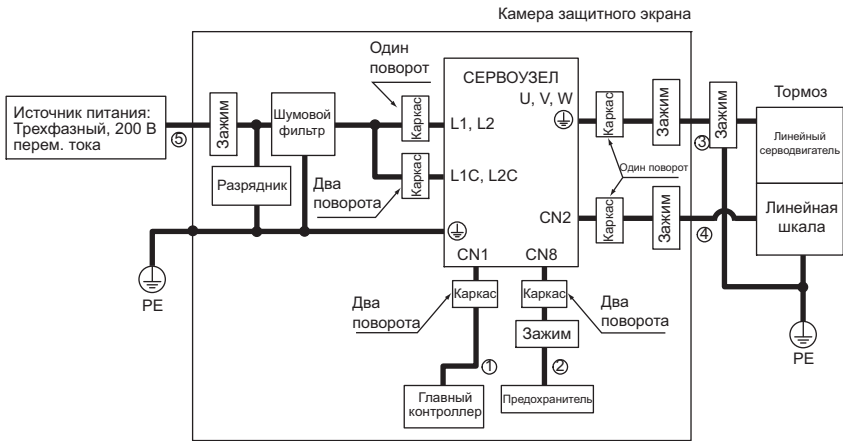 Камера защитного экрана
Один
поворот
СЕРВОУЗЕЛ
U, V, W
Тормоз
Источник питания:
Трехфазный, 200 В
перем. тока
⑤
Зажим
Шумовой
фильтр
Каркас
L1, L2
Каркас
Зажим
③
Зажим
Линейный
серводвигатель
Разрядник
Два
поворота
Каркас
L1C, L2C
Один поворот
CN2
Каркас
Зажим
④
Линейная
шкала
PE
CN1
CN8
Два
поворота
Каркас
Каркас
Два
поворота
Зажим
PE
①
②
Главный
контроллер
Предохранитель